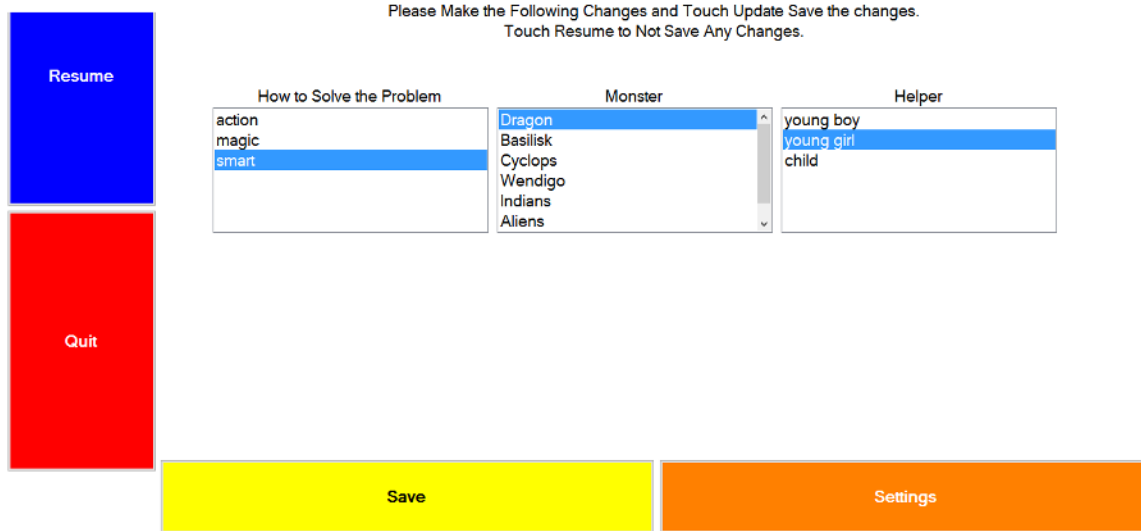 Please Make the Following Changes and Touch Update Save the changes.
Touch Resume to Not Save Any Changes.
Resume
How to Solve the Problem
action
magic
smart
Monster
Dragon
Basilisk
Cyclops
Wendigo
Indians
Aliens
Helper
young boy
young girl
child
Quit
Save
Settings